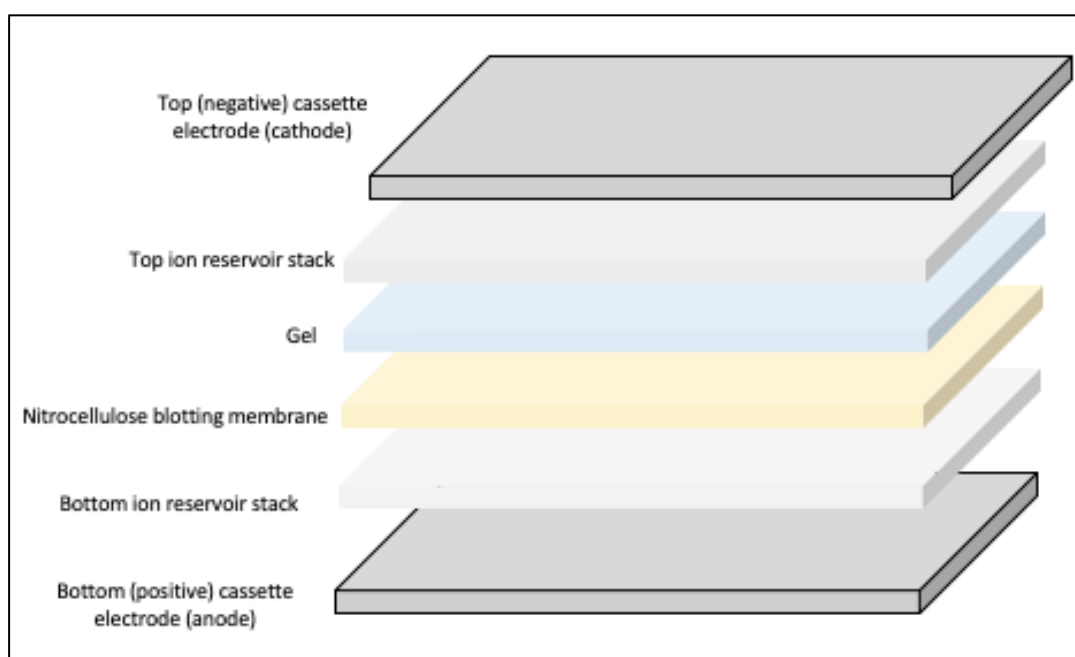 Top (negative) cassette
electrode (cathode)
Top ion reservoir stack
Gel
Nitrocellulose blotting membrane
Bottom ion reservoir stack
Bottom (positive) cassette
electrode (anode)